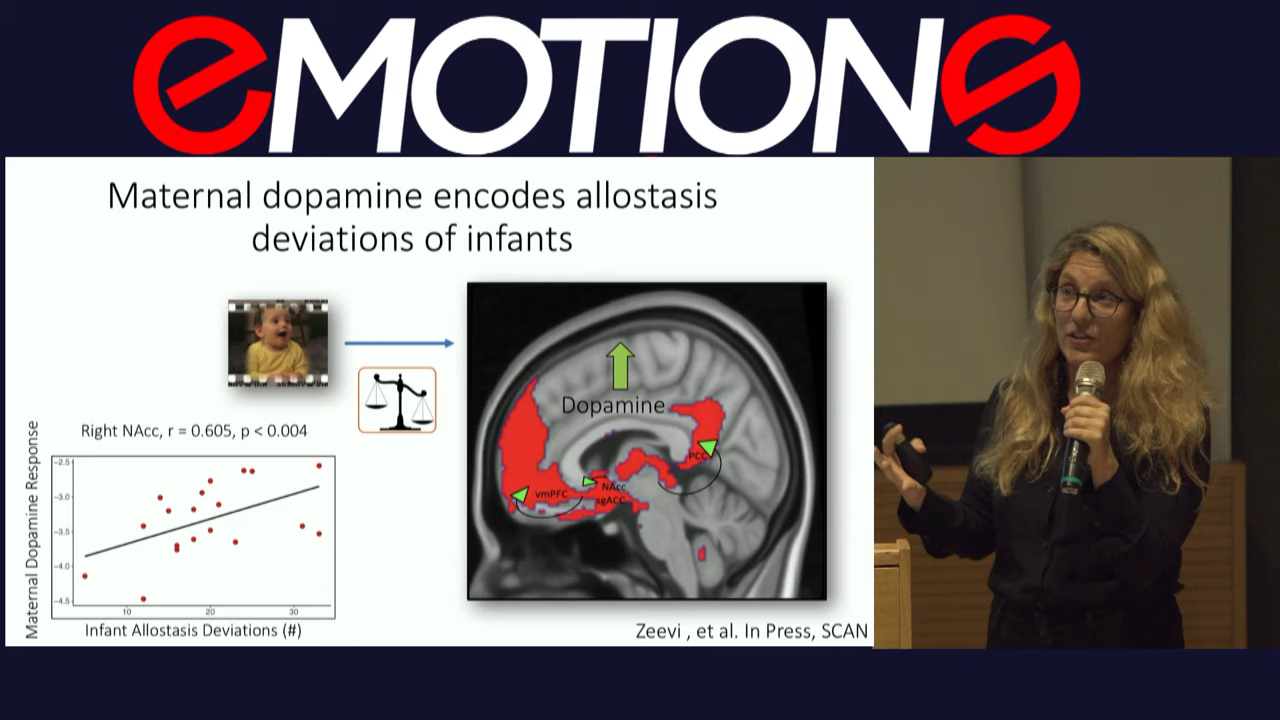 eMOTIONS
Maternal dopamine encodes allostasis
deviations of infants
Dopamine
Right NAcc, r = 0.605, p < 0.004
Maternal Dopamine Response
−2.5
−3.0
−3.5
−4.0
−4.5
10 20 30
Infant Allostasis Deviations (#)
PCC
vmPFC
NAcc
sgACC
Zeevi , et al. In Press, SCAN